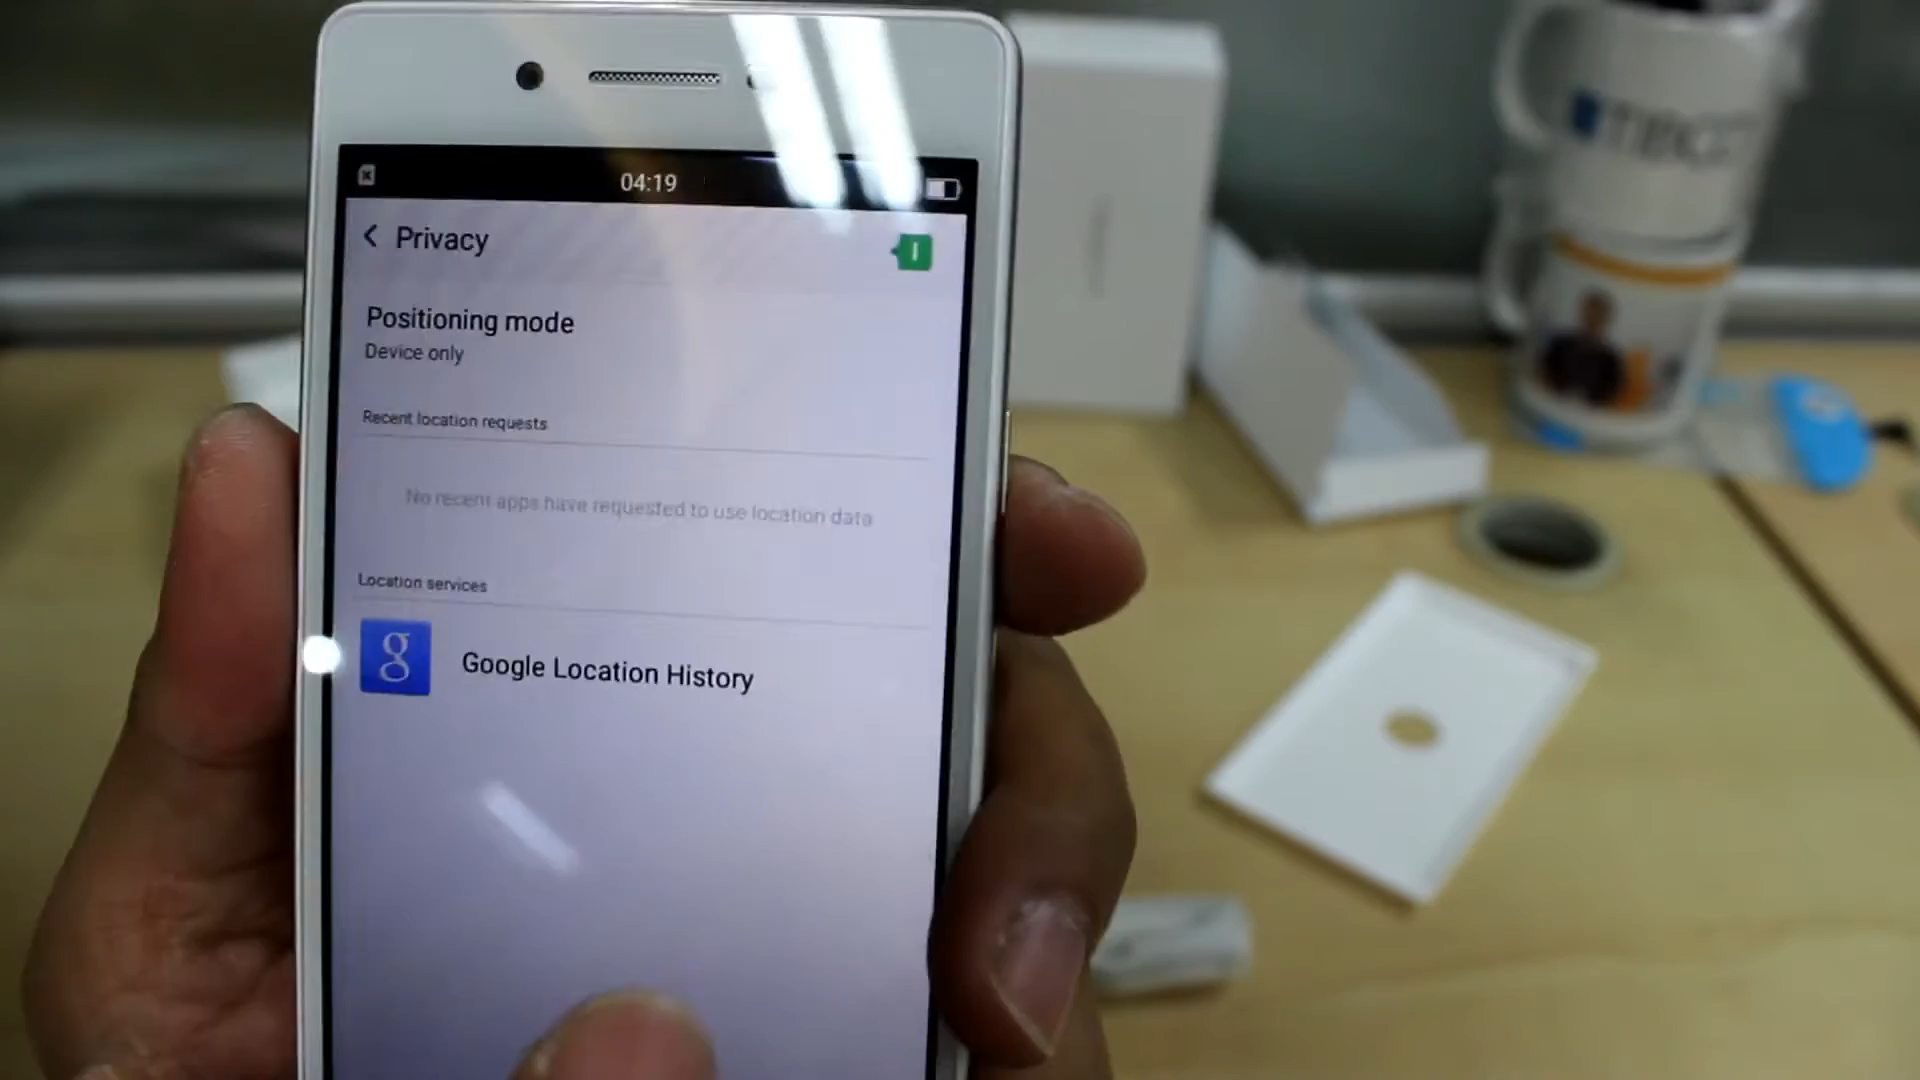 04:19
Privacy
Positioning mode
Device only
Recent location requests
No recent apps have requested to use location data
Location services
g
Google Location History